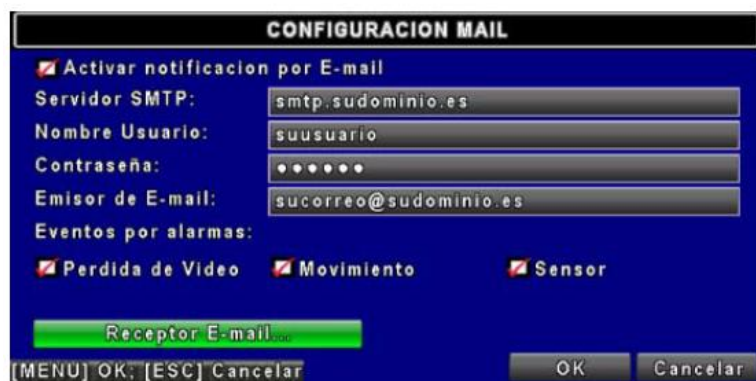 CONFIGURACION MAIL
Activar notificacion por E-mail
Servidor SMTP: smtp.sudominio.es
Nombre Usuario: suusuario
Contraseña: ●●●●●●
Emisor de E-mail: sucorreo@sudominio.es
Eventos por alarmas:
Perdida de Video Movimiento Sensor
Receptor E-mail...
[MENU] OK; [ESC] Cancelar OK Cancelar